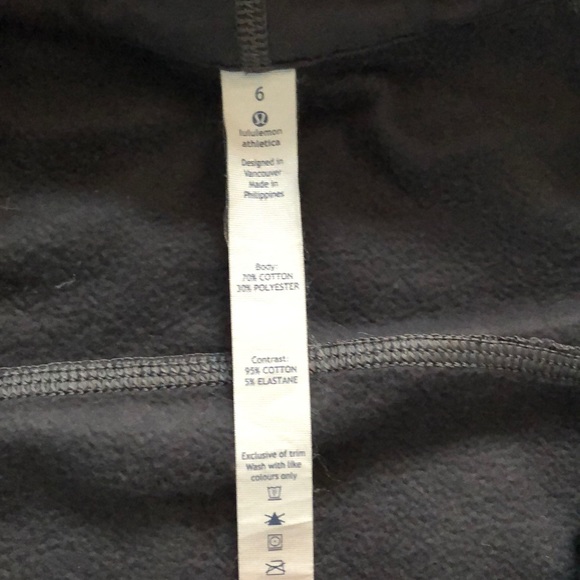 6
lululemon
athletica
Designed in
Vancouver
Made in
Philippines
Body:
70% COTTON
30% POLYESTER
Contrast:
95% COTTON
5% ELASTANE
Exclusive of trim
Wash with like
colours only